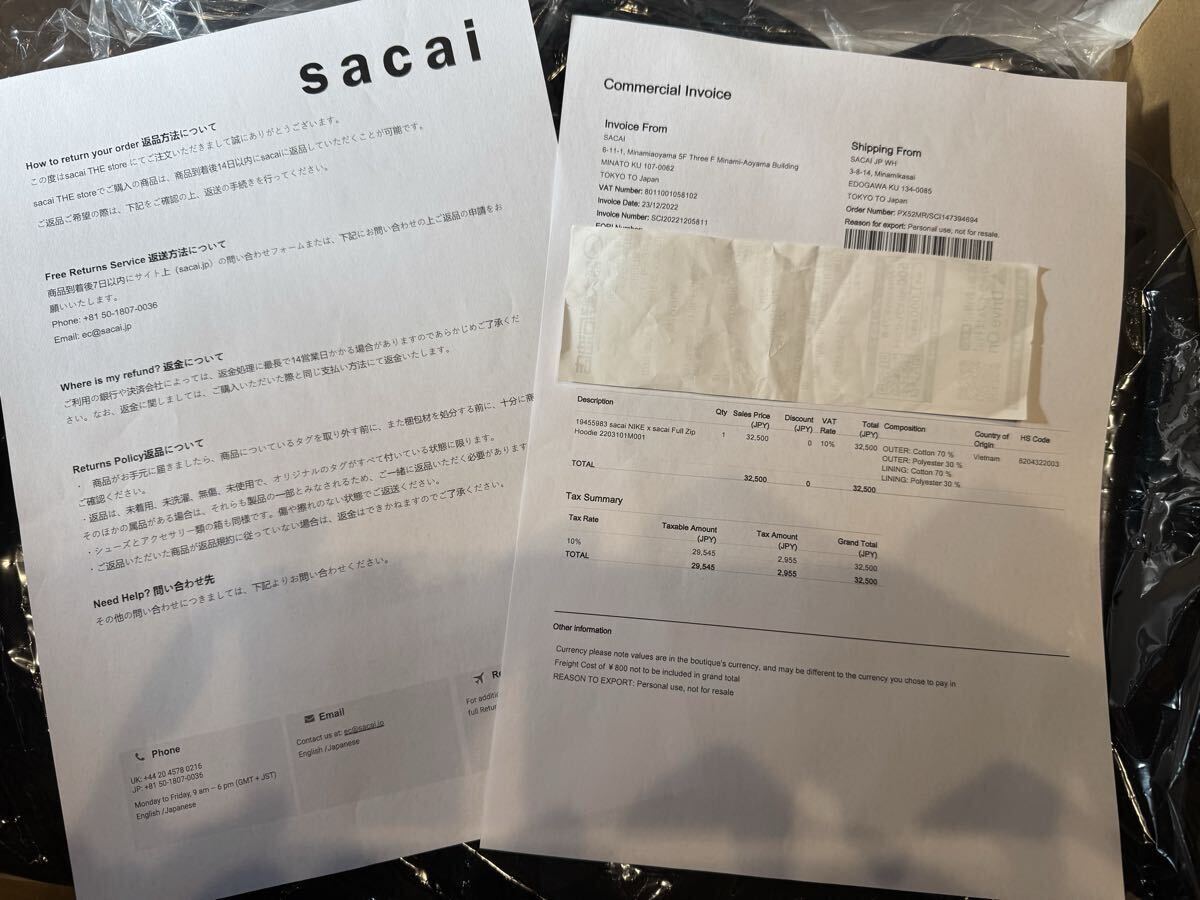 sacai
How to return your order 返品方法について
この度はsacai THE store にてご注文いただきまして誠にありがとうございます。
sacai THE storeでご購入の商品は、商品到着後14日以内にsacaiに返品していただくことが可能です。
ご返品ご希望の際は、下記をご確認の上、返送の手続きを行ってください。
Free Returns Service 返送方法について
商品到着後7日以内にサイト上（sacai.jp）の問い合わせフォームまたは、下記にお問い合わせの上ご返品の申請をお
願いいたします。
Phone: +81 50-1807-0036
Email: ec@sacai.jp
Where is my refund? 返金について
ご利用の銀行や決済会社によっては、返金処理に最長で14営業日かかる場合がありますのであらかじめご了承くだ
さい。なお、返金に関しましては、ご購入いただいた際と同じ支払い方法にて返金いたします。
Returns Policy返品について
・ 商品がお手元に届きましたら、商品についているタグを取り外す前に、また梱包材を処分する前に、十分に商
ご確認ください。
・返品は、未着用、未洗濯、無傷、未使用で、オリジナルのタグがすべて付いている状態に限ります。
そのほかの属品がある場合は、それらも製品の一部とみなされるため、ご一緒に返品いただく必要があります
・シューズとアクセサリー類の箱も同様です。傷や擦れのない状態でご返送ください。
・ご返品いただいた商品が返品規約に従っていない場合は、返金はできかねますのでご了承ください。
Need Help? 問い合わせ先
その他の問い合わせにつきましては、下記よりお問い合わせください。
Phone
UK: +44 20 4578 0216
JP: +81 50-1807-0036
Monday to Friday, 9 am – 6 pm (GMT + JST)
English /Japanese
Email
Contact us at: ec@sacai.jp
English /Japanese
For additio
full Retur
Commercial Invoice
Invoice From
SACAI
6-11-1, Minamiaoyama 5F Three F Minami-Aoyama Building
MINATO KU 107-0062
TOKYO TO Japan
VAT Number: 8011001058102
Invoice Date: 23/12/2022
Invoice Number: SCI20221205811
EORI Number
Shipping From
SACAI JP WH
3-8-14, Minamikasai
EDOGAWA KU 134-0085
TOKYO TO Japan
Order Number: PX52MR/SCI147394694
Reason for export: Personal use, not for resale.
Description Qty Sales Price (JPY) Discount (JPY) VAT Rate Total (JPY) Composition Country of Origin HS Code
19455983 sacai NIKE x sacai Full Zip Hoodie 2203101M001 1 32,500 0 10% 32,500 OUTER: Cotton 70 % Vietnam 6204322003
OUTER: Polyester 30 %
LINING: Cotton 70 %
LINING: Polyester 30 %
TOTAL 32,500 0 32,500
Tax Summary
Tax Rate Taxable Amount (JPY) Tax Amount (JPY) Grand Total (JPY)
10% 29,545 2,955 32,500
TOTAL 29,545 2,955 32,500
Other information
Currency please note values are in the boutique's currency, and may be different to the currency you chose to pay in
Freight Cost of ¥ 800 not to be included in grand total
REASON TO EXPORT: Personal use, not for resale